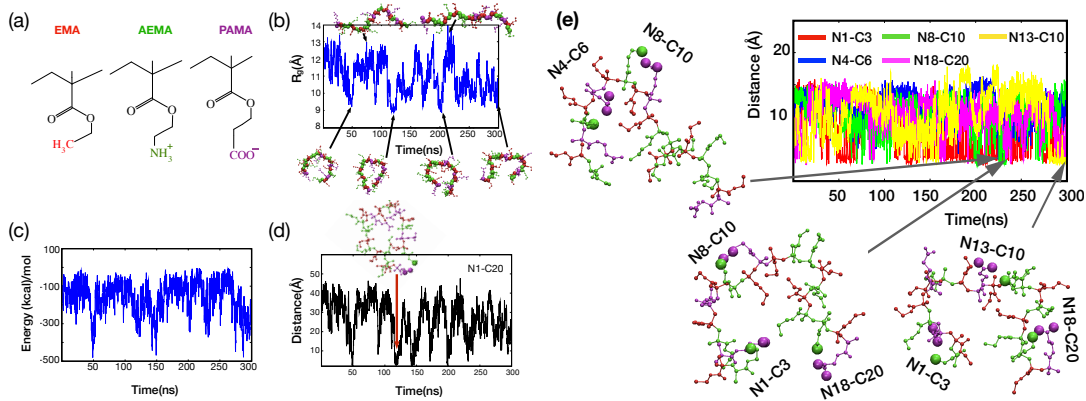 (a)
EMA
AEMA
PAMA
O
O
H3C
O
O
NH3+
O
O
COO−
(b)
Rg(Å)
14
13
12
11
10
9
8
50
100
150
200
250
300
Time(ns)
(c)
Energy (kcal)/mol
100
-100
-300
-500
50
100
150
200
250
300
Time(ns)
(d)
N1-C20
Distance(Å)
50
40
30
20
10
50
100
150
200
250
300
Time(ns)
(e)
N4-C6
N8-C10
Distance (Å)
20
10
0
N1-C3
N8-C10
N13-C10
N4-C6
N18-C20
0
50
100
150
200
250
300
Time(ns)
N8-C10
N1-C3
N18-C20
N13-C10
N1-C3
N18-C20